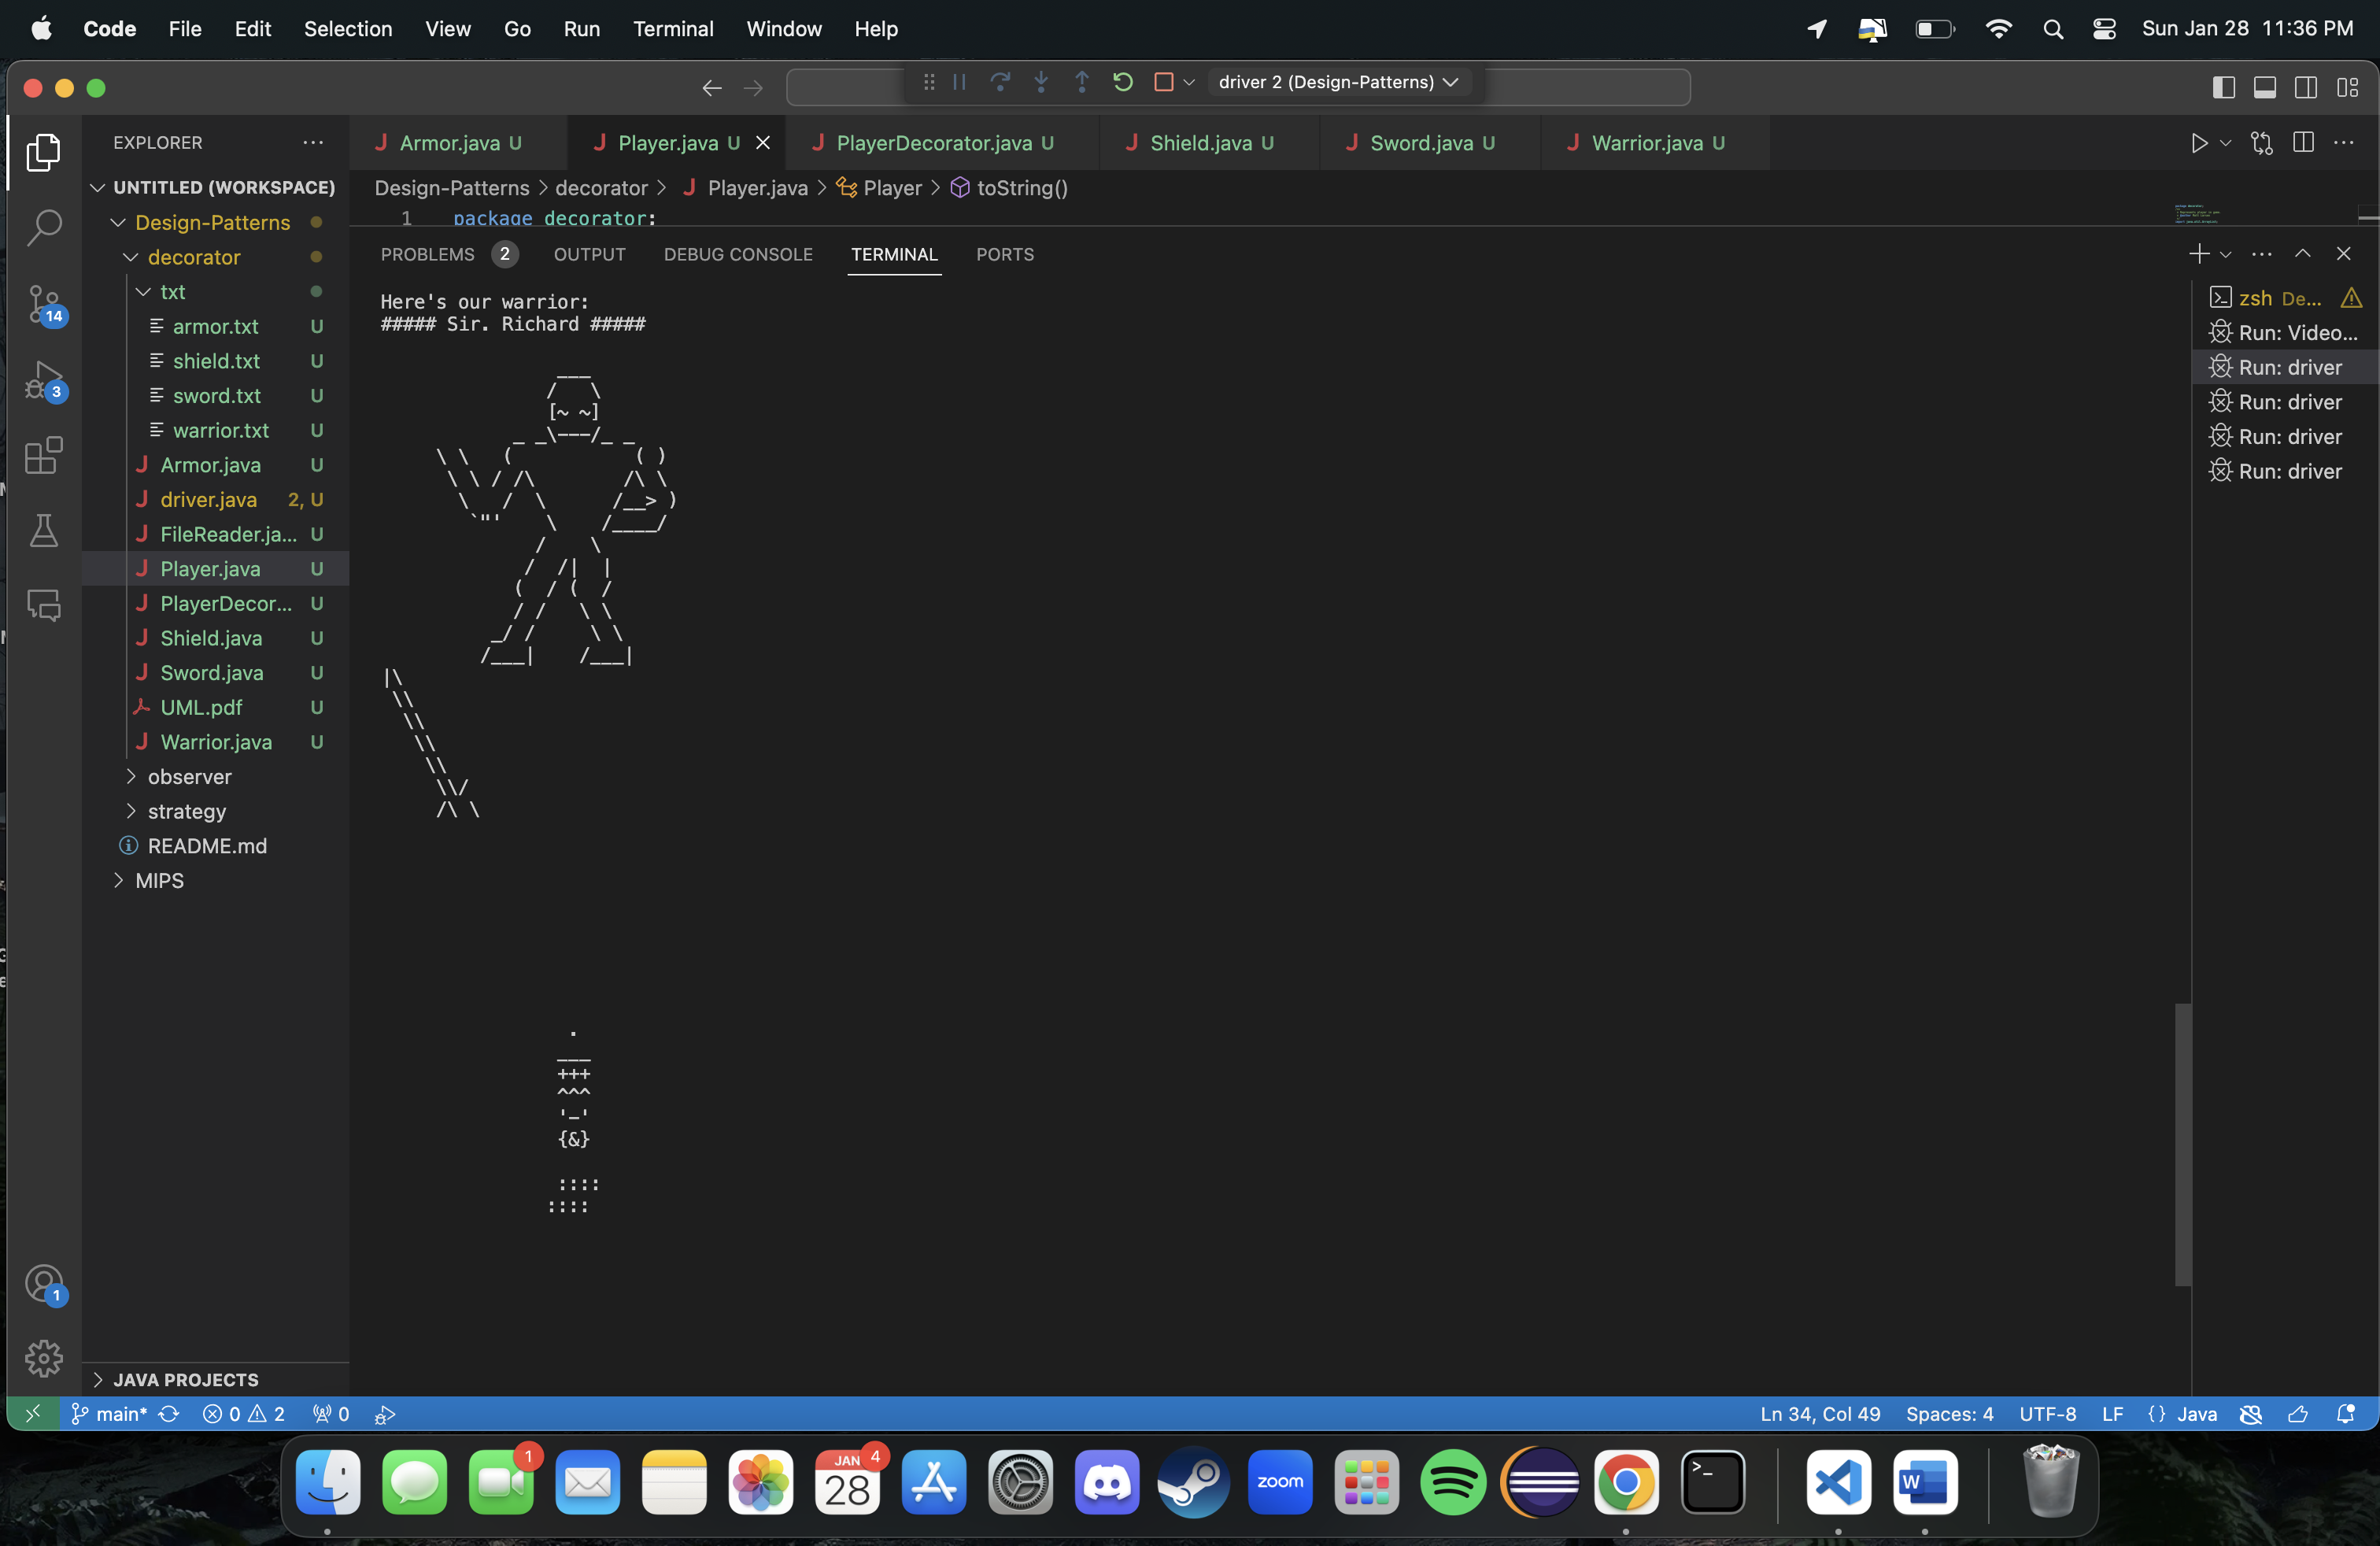 Code File Edit Selection View Go Run Terminal Window Help Sun Jan 28 11:36 PM
driver 2 (Design-Patterns)
EXPLORER ···
Armor.java U Player.java U PlayerDecorator.java U Shield.java U Sword.java U Warrior.java U
UNTITLED (WORKSPACE)
Design-Patterns > decorator > Player.java > Player > toString()
1 package decorator;
Design-Patterns
decorator
txt
armor.txt U
shield.txt U
sword.txt U
warrior.txt U
Armor.java U
driver.java 2, U
FileReader.ja... U
Player.java U
PlayerDecor... U
Shield.java U
Sword.java U
UML.pdf U
Warrior.java U
observer
strategy
README.md
MIPS
JAVA PROJECTS
14
3
1
PROBLEMS 2 OUTPUT DEBUG CONSOLE TERMINAL PORTS
Here's our warrior:
##### Sir. Richard #####
                ___
               /   \
               [~ ~]
            _ _\---/_ _
     \ \   (           ( )
      \ \ / /\        /\ \
       \   /  \      /__> )
        `"'    \    /____/
              /    \
             /  /|  |
            (  / (  /
            / /   \ \
          _/ /     \ \
         /___|    /___|
|\
 \\
  \\
   \\
    \\
     \\/
     /\ \
                 .
                ___
                +++
                ^^^
                '_'
                {&}
                ::::
               ::::
zsh De...
Run: Video...
Run: driver
Run: driver
Run: driver
Run: driver
main* 0 2 0 Ln 34, Col 49 Spaces: 4 UTF-8 LF {} Java
1 JAN 28 4 zoom >_ W